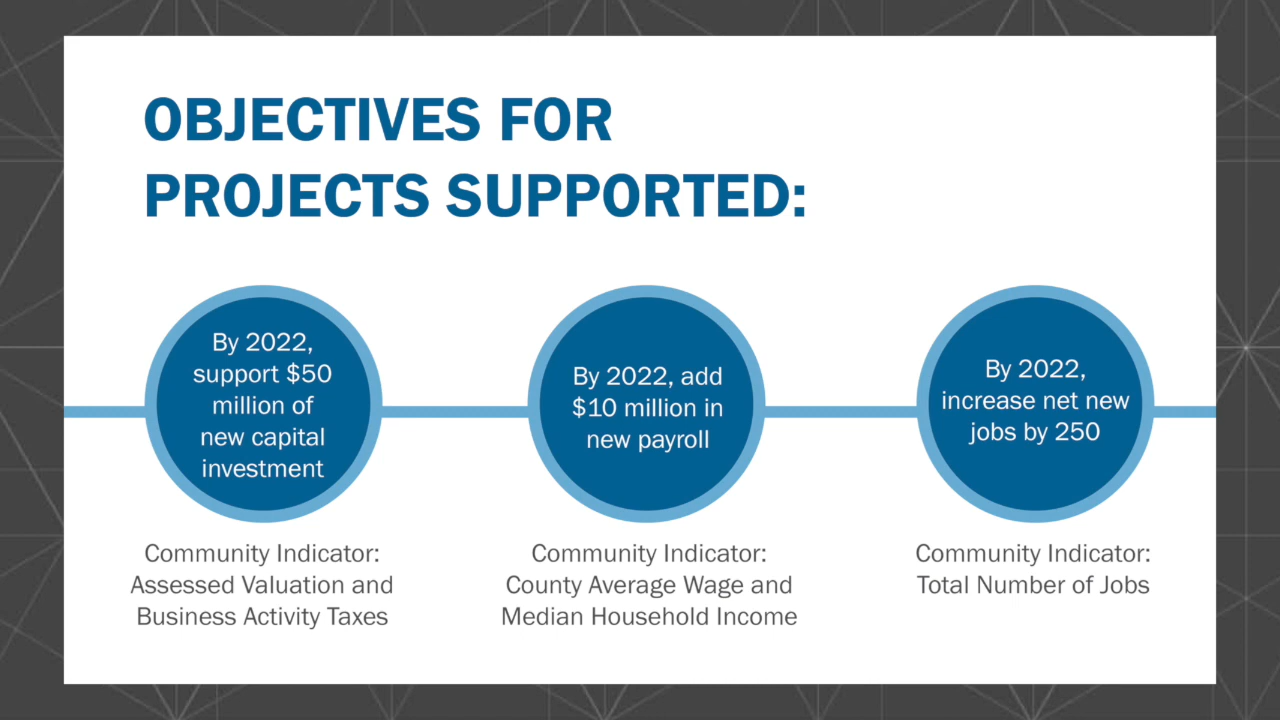 OBJECTIVES FOR
PROJECTS SUPPORTED:
By 2022,
support $50
million of
new capital
investment
Community Indicator:
Assessed Valuation and
Business Activity Taxes
By 2022, add
$10 million in
new payroll
Community Indicator:
County Average Wage and
Median Household Income
By 2022,
increase net new
jobs by 250
Community Indicator:
Total Number of Jobs